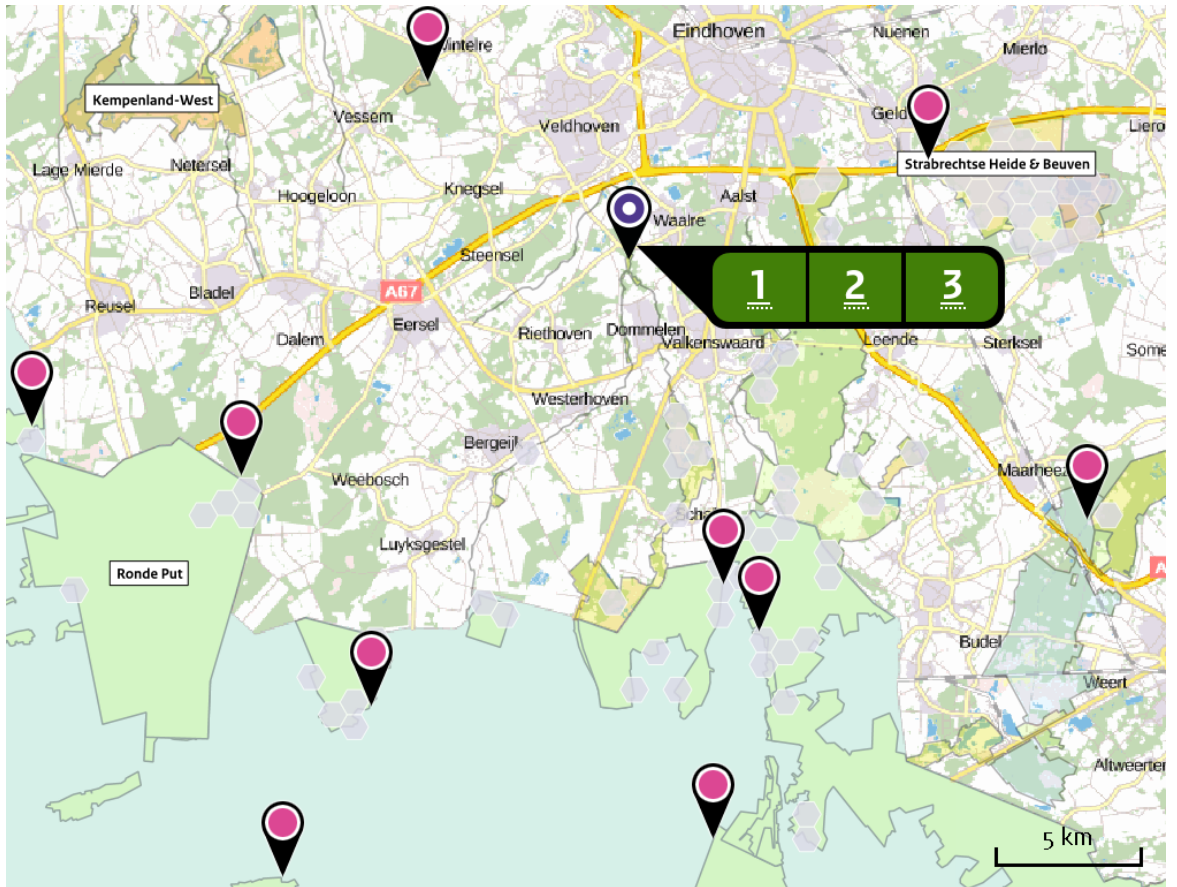 Eindhoven
Nuenen
Mierlo
Wintelre
Kempenland-West
Vessem
Veldhoven
Geld
Liero
Strabrechtse Heide & Beuven
Lage Mierde
Netersel
Hoogeloon
Knegsel
Aalst
Waalre
Steensel
A67
1
2
3
Bladel
Reusel
Eersel
Dalem
Riethoven
Dommelen
Valkenswaard
Leende
Sterksel
Some
Westerhoven
Bergeijk
Weebosch
Maarheez
Scha
Luyksgestel
Ronde Put
A
Budel
Weert
Altweerter
5 km